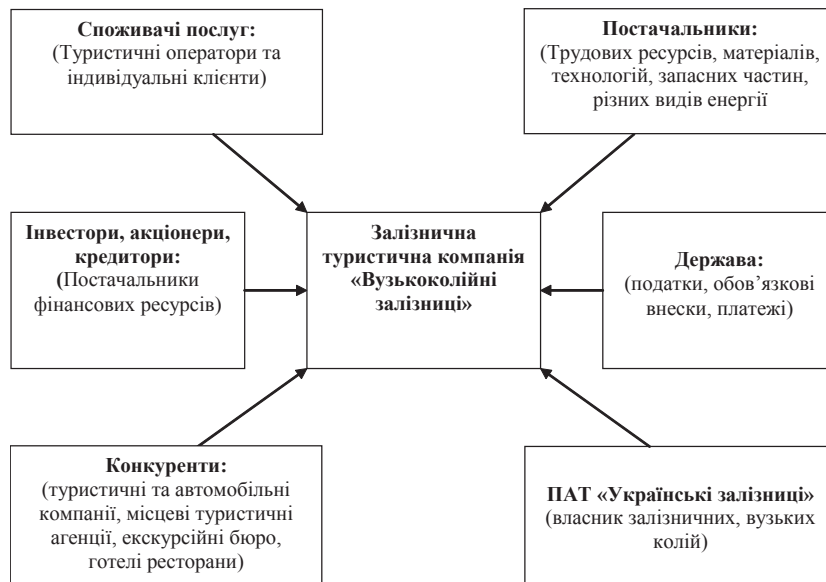 Споживачі послуг:
(Туристичні оператори та
індивідуальні клієнти)
Постачальники:
(Трудових ресурсів, матеріалів,
технологій, запасних частин,
різних видів енергії
Інвестори, акціонери,
кредитори:
(Постачальники
фінансових ресурсів)
Залізнична
туристична компанія
«Вузькоколійні
залізниці»
Держава:
(податки, обов’язкові
внески, платежі)
Конкуренти:
(туристичні та автомобільні
компанії, місцеві туристичні
агенції, екскурсійні бюро,
готелі ресторани)
ПАТ «Українські залізниці»
(власник залізничних, вузьких
колій)